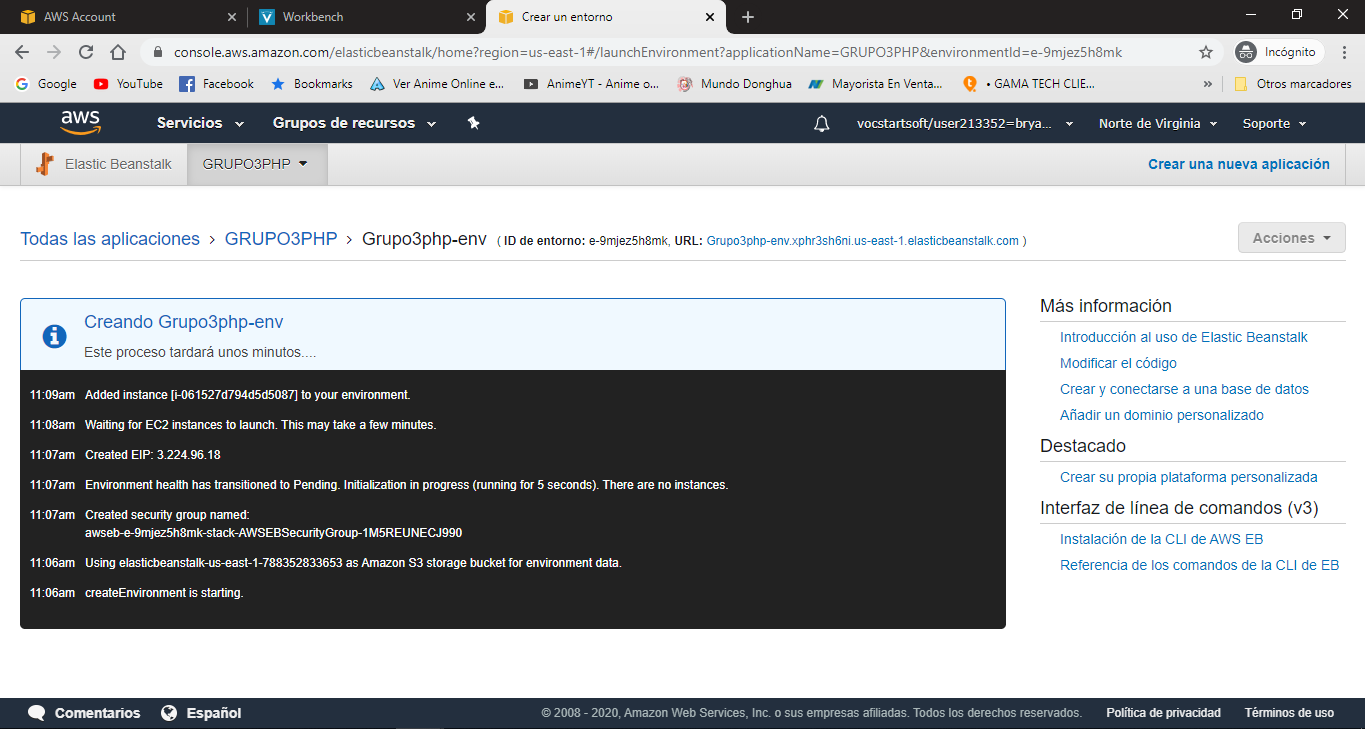 AWS Account
Workbench
Crear un entorno
console.aws.amazon.com/elasticbeanstalk/home?region=us-east-1#/launchEnvironment?applicationName=GRUPO3PHP&environmentId=e-9mjez5h8mk
Incógnito
Google YouTube Facebook Bookmarks Ver Anime Online e... AnimeYT - Anime o... Mundo Donghua Mayorista En Venta... • GAMA TECH CLIE... » Otros marcadores
aws Servicios Grupos de recursos vocstartsoft/user213352=brya... Norte de Virginia Soporte
Elastic Beanstalk GRUPO3PHP Crear una nueva aplicación
Todas las aplicaciones > GRUPO3PHP > Grupo3php-env ( ID de entorno: e-9mjez5h8mk, URL: Grupo3php-env.xphr3sh6ni.us-east-1.elasticbeanstalk.com )
Acciones
Creando Grupo3php-env
Este proceso tardará unos minutos....
11:09am Added instance [i-061527d794d5d5087] to your environment.
11:08am Waiting for EC2 instances to launch. This may take a few minutes.
11:07am Created EIP: 3.224.96.18
11:07am Environment health has transitioned to Pending. Initialization in progress (running for 5 seconds). There are no instances.
11:07am Created security group named:
awseb-e-9mjez5h8mk-stack-AWSEBSecurityGroup-1M5REUNECJ990
11:06am Using elasticbeanstalk-us-east-1-788352833653 as Amazon S3 storage bucket for environment data.
11:06am createEnvironment is starting.
Más información
Introducción al uso de Elastic Beanstalk
Modificar el código
Crear y conectarse a una base de datos
Añadir un dominio personalizado
Destacado
Crear su propia plataforma personalizada
Interfaz de línea de comandos (v3)
Instalación de la CLI de AWS EB
Referencia de los comandos de la CLI de EB
Comentarios Español © 2008 - 2020, Amazon Web Services, Inc. o sus empresas afiliadas. Todos los derechos reservados. Política de privacidad Términos de uso